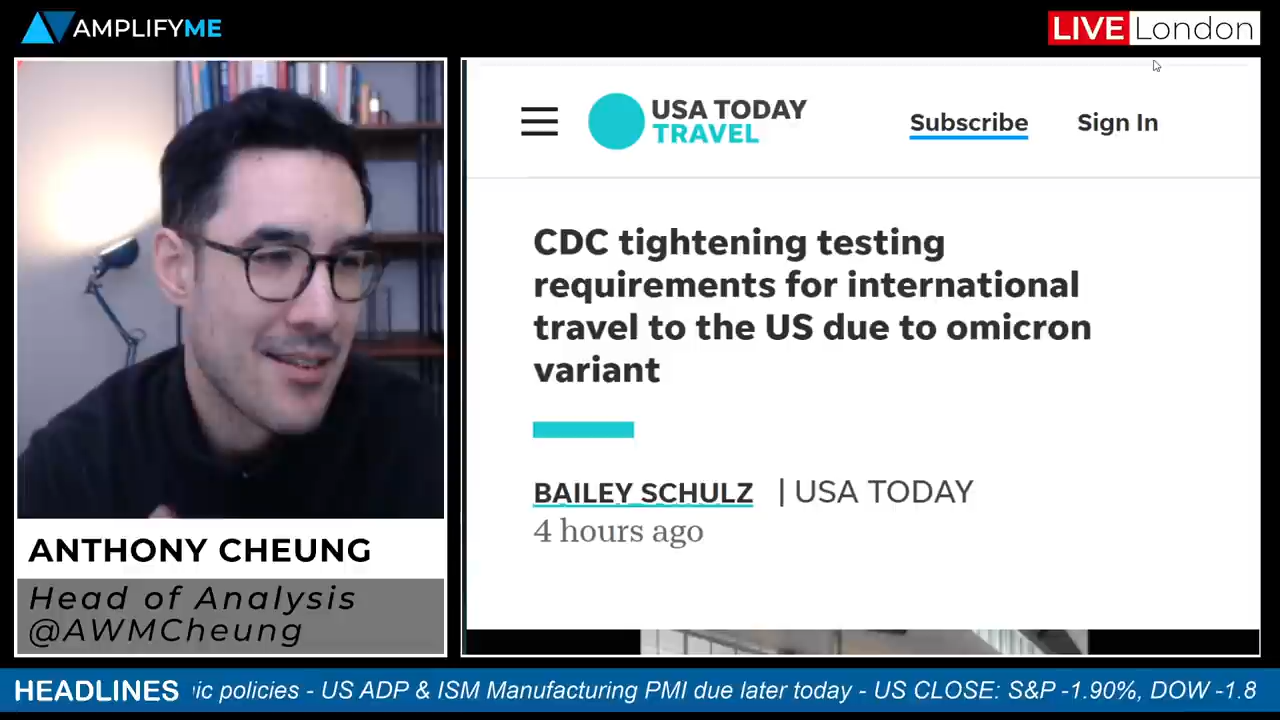 AMPLIFYME
LIVE London
USA TODAY
TRAVEL
Subscribe
Sign In
CDC tightening testing
requirements for international
travel to the US due to omicron
variant
BAILEY SCHULZ | USA TODAY
4 hours ago
ANTHONY CHEUNG
Head of Analysis
@AWMCheung
HEADLINES policies - US ADP & ISM Manufacturing PMI due later today - US CLOSE: S&P -1.90%, DOW -1.8